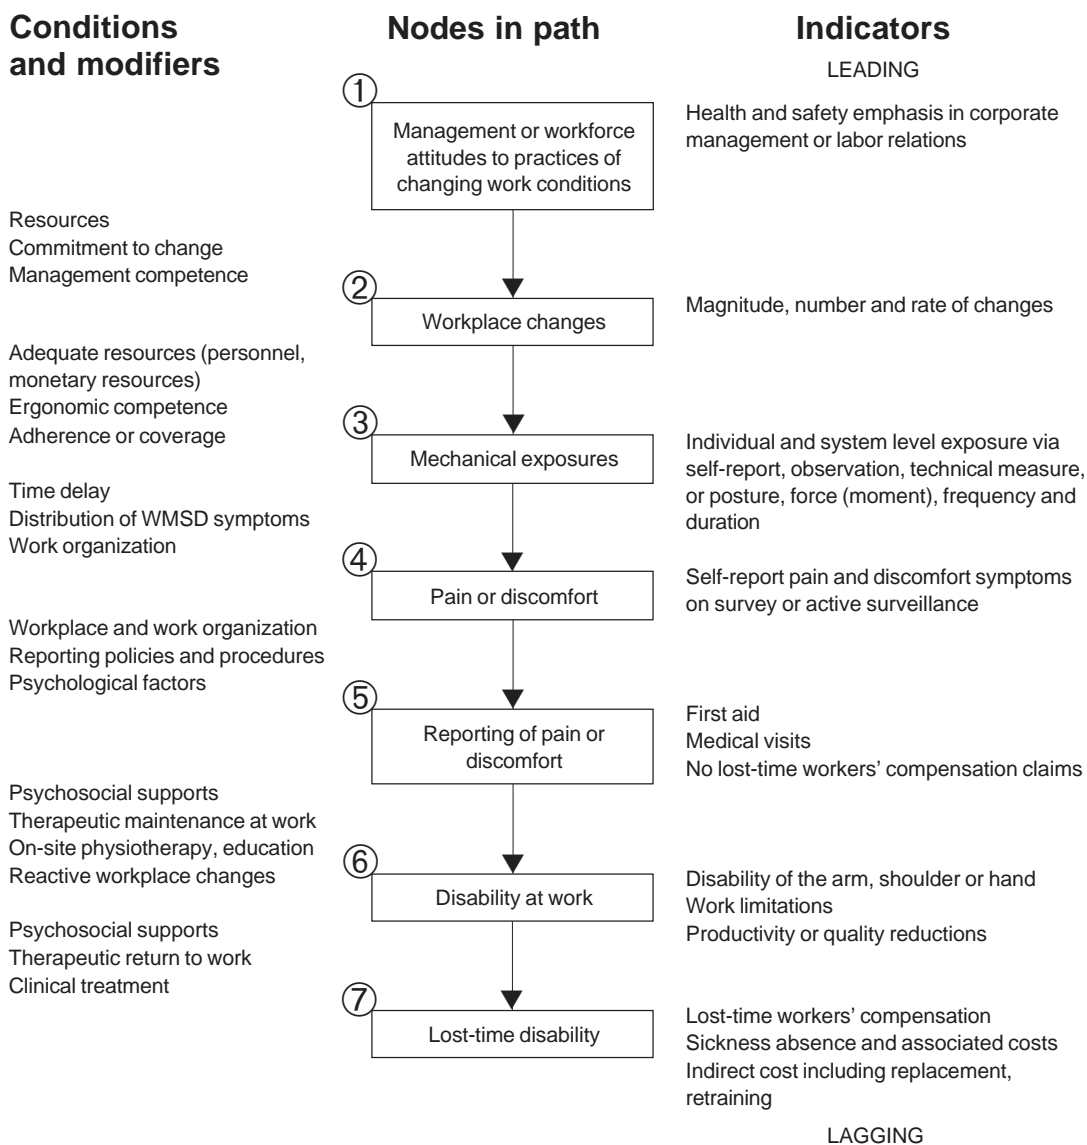 Conditions
and modifiers
Nodes in path
Indicators
LEADING
①
Management or workforce
attitudes to practices of
changing work conditions
Health and safety emphasis in corporate
management or labor relations
Resources
Commitment to change
Management competence
②
Workplace changes
Magnitude, number and rate of changes
Adequate resources (personnel,
monetary resources)
Ergonomic competence
Adherence or coverage
③
Mechanical exposures
Individual and system level exposure via
self-report, observation, technical measure,
or posture, force (moment), frequency and
duration
Time delay
Distribution of WMSD symptoms
Work organization
④
Pain or discomfort
Self-report pain and discomfort symptoms
on survey or active surveillance
Workplace and work organization
Reporting policies and procedures
Psychological factors
⑤
Reporting of pain or
discomfort
First aid
Medical visits
No lost-time workers’ compensation claims
Psychosocial supports
Therapeutic maintenance at work
On-site physiotherapy, education
Reactive workplace changes
⑥
Disability at work
Disability of the arm, shoulder or hand
Work limitations
Productivity or quality reductions
Psychosocial supports
Therapeutic return to work
Clinical treatment
⑦
Lost-time disability
Lost-time workers’ compensation
Sickness absence and associated costs
Indirect cost including replacement,
retraining
LAGGING